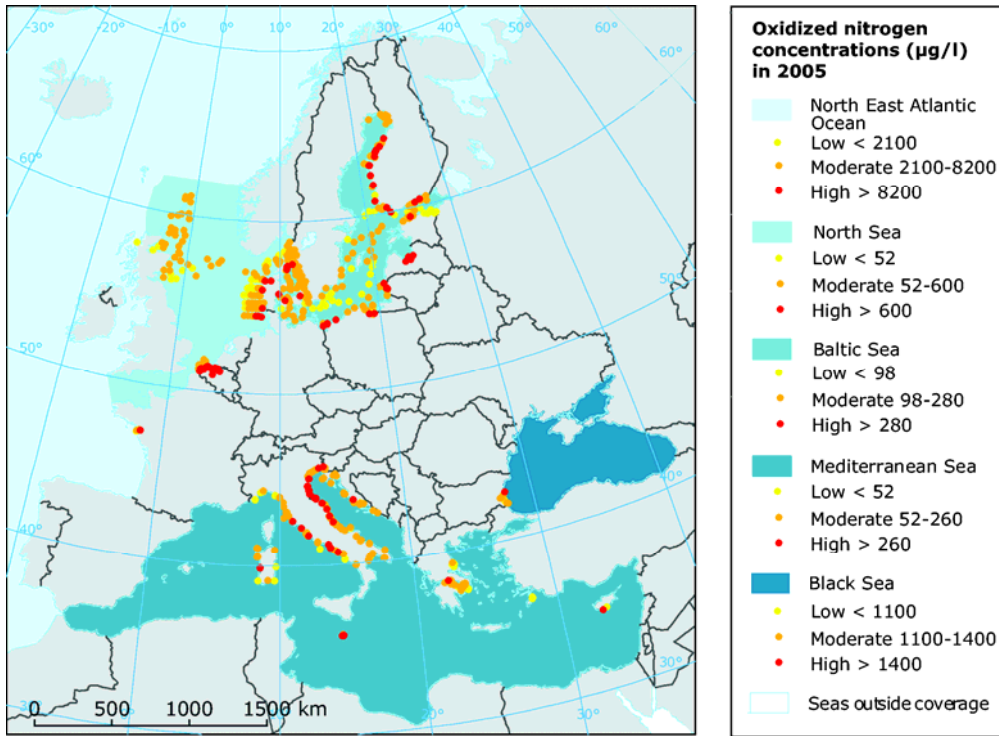 -30°
-20°
-10°
0°
10°
20°
30°
40°
50°
60°
60°
60°
50°
50°
40°
40°
30°
30°
0°
10°
20°
0 500 1000 1500 km
Oxidized nitrogen
concentrations (µg/l)
in 2005
North East Atlantic
Ocean
Low < 2100
Moderate 2100-8200
High > 8200
North Sea
Low < 52
Moderate 52-600
High > 600
Baltic Sea
Low < 98
Moderate 98-280
High > 280
Mediterranean Sea
Low < 52
Moderate 52-260
High > 260
Black Sea
Low < 1100
Moderate 1100-1400
High > 1400
Seas outside coverage